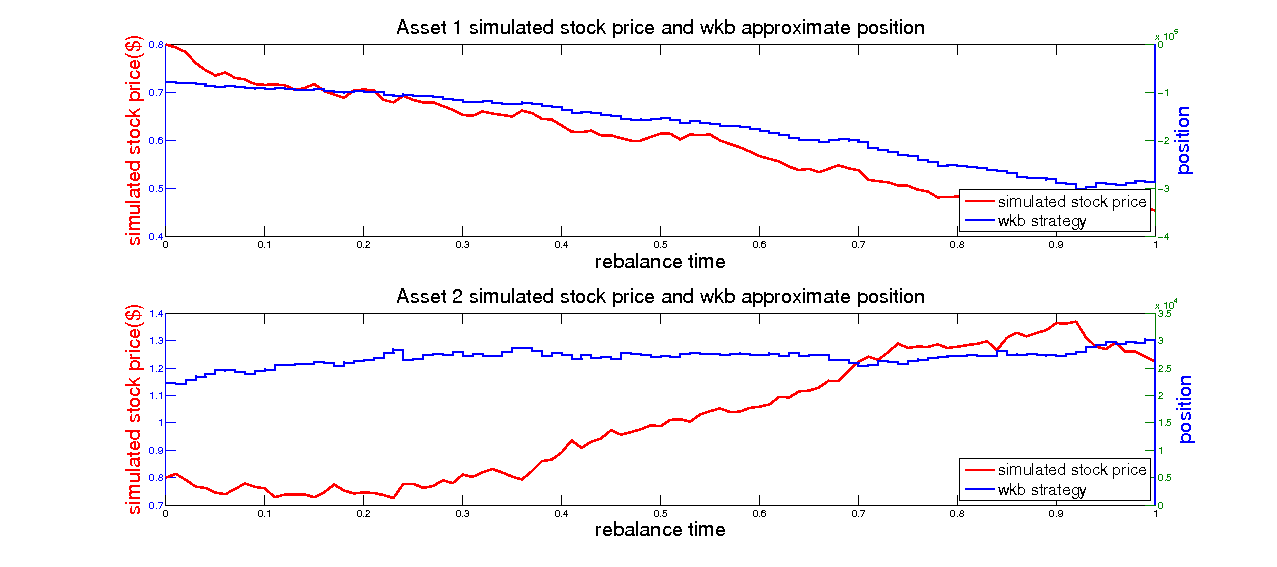 Asset 1 simulated stock price and wkb approximate position
x 10^5
simulated stock price($)
0.8
0.7
0.6
0.5
0.4
0
−1
−2
−3
−4
position
simulated stock price
wkb strategy
0 0.1 0.2 0.3 0.4 0.5 0.6 0.7 0.8 0.9 1
rebalance time
Asset 2 simulated stock price and wkb approximate position
x 10^4
simulated stock price($)
1.4
1.3
1.2
1.1
1
0.9
0.8
0.7
3.5
3
2.5
2
1.5
1
0.5
0
position
simulated stock price
wkb strategy
0 0.1 0.2 0.3 0.4 0.5 0.6 0.7 0.8 0.9 1
rebalance time